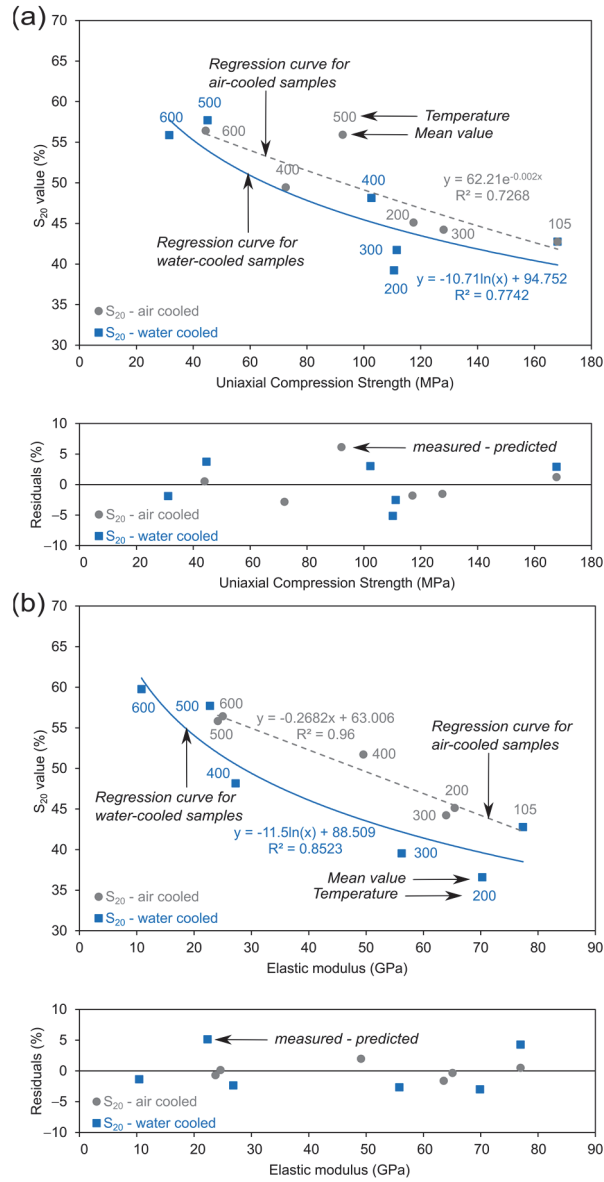 (a)
80
70
60
50
40
30
S20 value (%)
Regression curve for
air-cooled samples
500
Temperature
500
600
600
Mean value
400
400
y = 62.21e^-0.002x
R² = 0.7268
200
105
300
Regression curve for
water-cooled samples
300
200
y = -10.71ln(x) + 94.752
R² = 0.7742
S20 - air cooled
S20 - water cooled
0 20 40 60 80 100 120 140 160 180
Uniaxial Compression Strength (MPa)
10
5
0
–5
–10
Residuals (%)
measured - predicted
S20 - air cooled
S20 - water cooled
0 20 40 60 80 100 120 140 160 180
Uniaxial Compression Strength (MPa)
(b)
70
65
60
55
50
45
40
35
30
S20 value (%)
600
500
600
500
y = -0.2682x + 63.006
R² = 0.96
Regression curve for
air-cooled samples
400
400
200
105
300
Regression curve for
water-cooled samples
y = -11.5ln(x) + 88.509
R² = 0.8523
300
Mean value
Temperature
200
S20 - air cooled
S20 - water cooled
0 10 20 30 40 50 60 70 80 90
Elastic modulus (GPa)
10
5
0
–5
–10
Residuals (%)
measured - predicted
S20 - air cooled
S20 - water cooled
0 10 20 30 40 50 60 70 80 90
Elastic modulus (GPa)